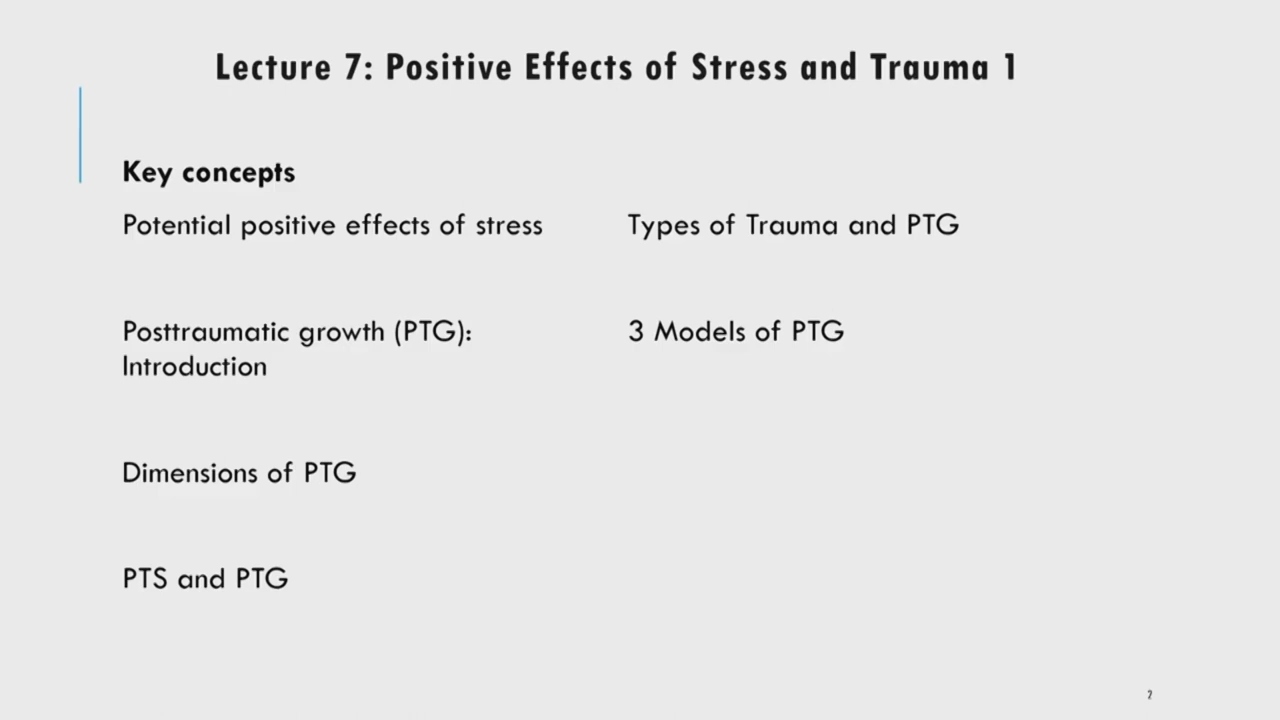 Lecture 7: Positive Effects of Stress and Trauma 1
Key concepts
Potential positive effects of stress
Posttraumatic growth (PTG):
Introduction
Dimensions of PTG
PTS and PTG
Types of Trauma and PTG
3 Models of PTG
2